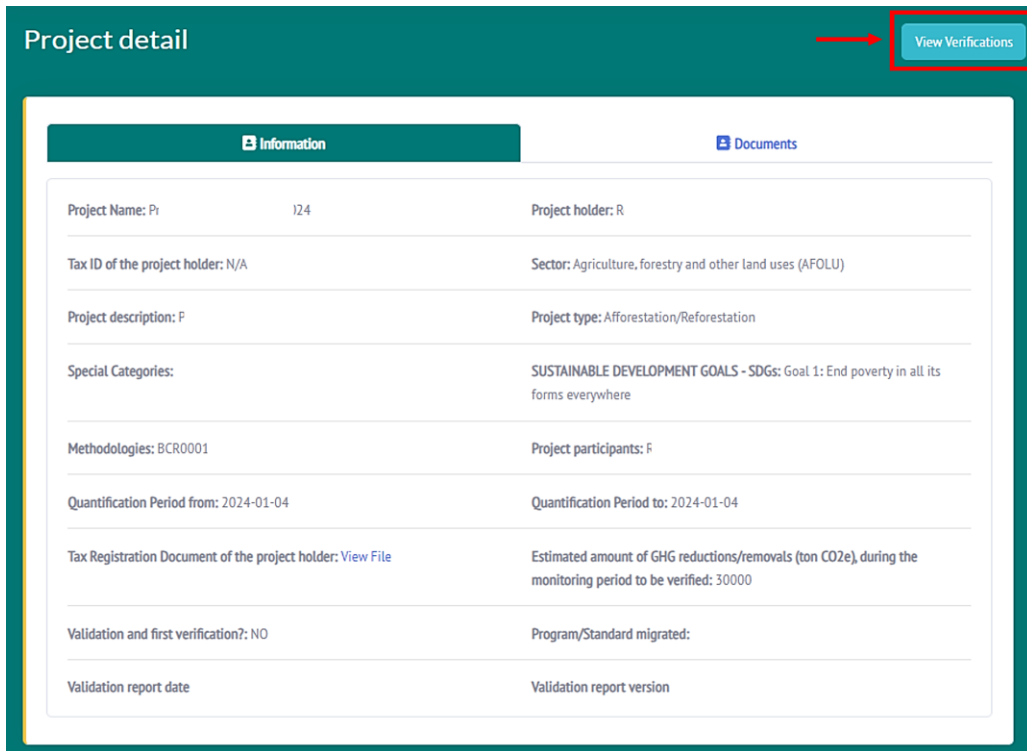 Project detail
View Verifications
Information
Documents
Project Name: Pr 024
Project holder: R
Tax ID of the project holder: N/A
Sector: Agriculture, forestry and other land uses (AFOLU)
Project description: P
Project type: Afforestation/Reforestation
Special Categories:
SUSTAINABLE DEVELOPMENT GOALS - SDGs: Goal 1: End poverty in all its
forms everywhere
Methodologies: BCR0001
Project participants: R
Quantification Period from: 2024-01-04
Quantification Period to: 2024-01-04
Tax Registration Document of the project holder: View File
Estimated amount of GHG reductions/removals (ton CO2e), during the
monitoring period to be verified: 30000
Validation and first verification?: NO
Program/Standard migrated:
Validation report date
Validation report version